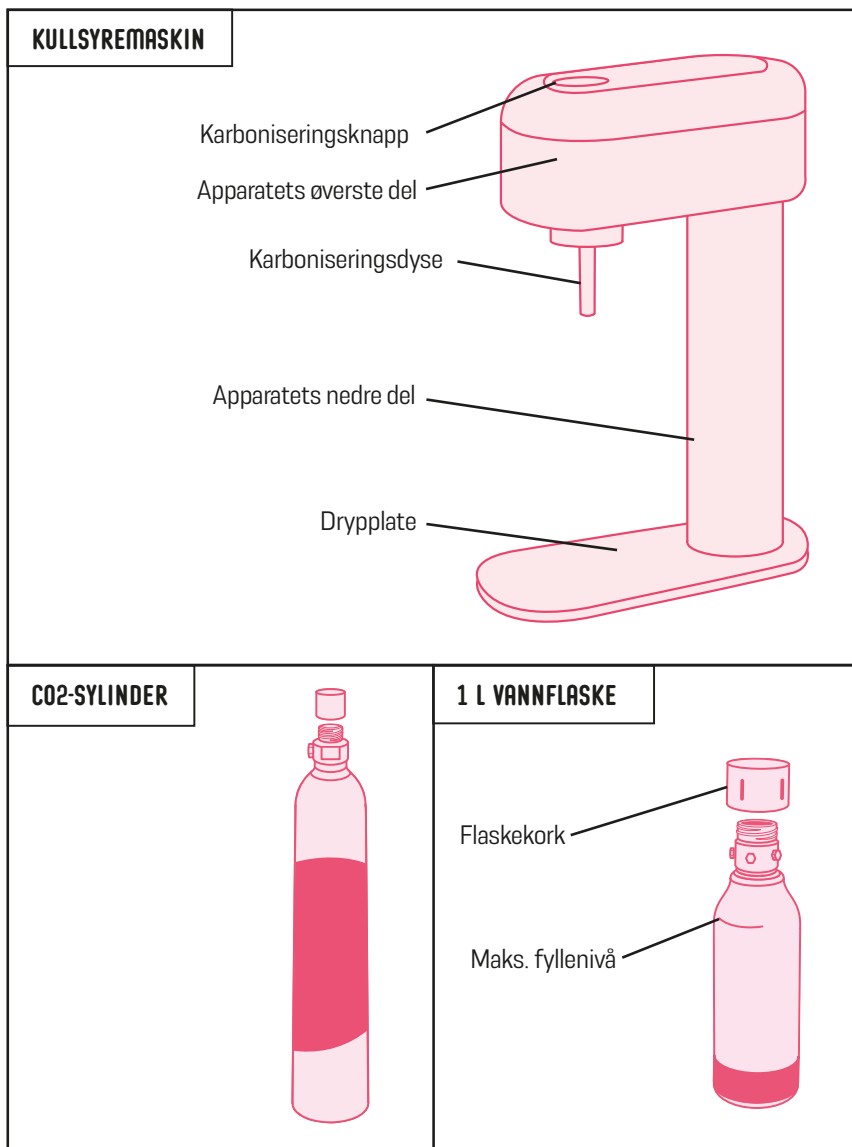 KULLSYREMASKIN
Karboniseringsknapp
Apparatets øverste del
Karboniseringsdyse
Apparatets nedre del
Drypplate
CO2-SYLINDER
1 L VANNFLASKE
Flaskekork
Maks. fyllenivå